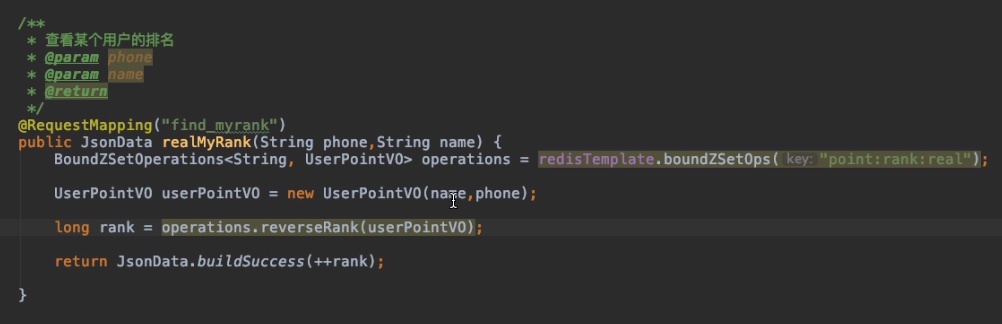 /**
* 查看某个用户的排名
* @param phone
* @param name
* @return
*/
@RequestMapping("find_myrank")
public JsonData realMyRank(String phone,String name) {
BoundZSetOperations<String, UserPointVO> operations = redisTemplate.boundZSetOps( key: "point:rank:real");
UserPointVO userPointVO = new UserPointVO(name,phone);
long rank = operations.reverseRank(userPointVO);
return JsonData.buildSuccess(++rank);
}